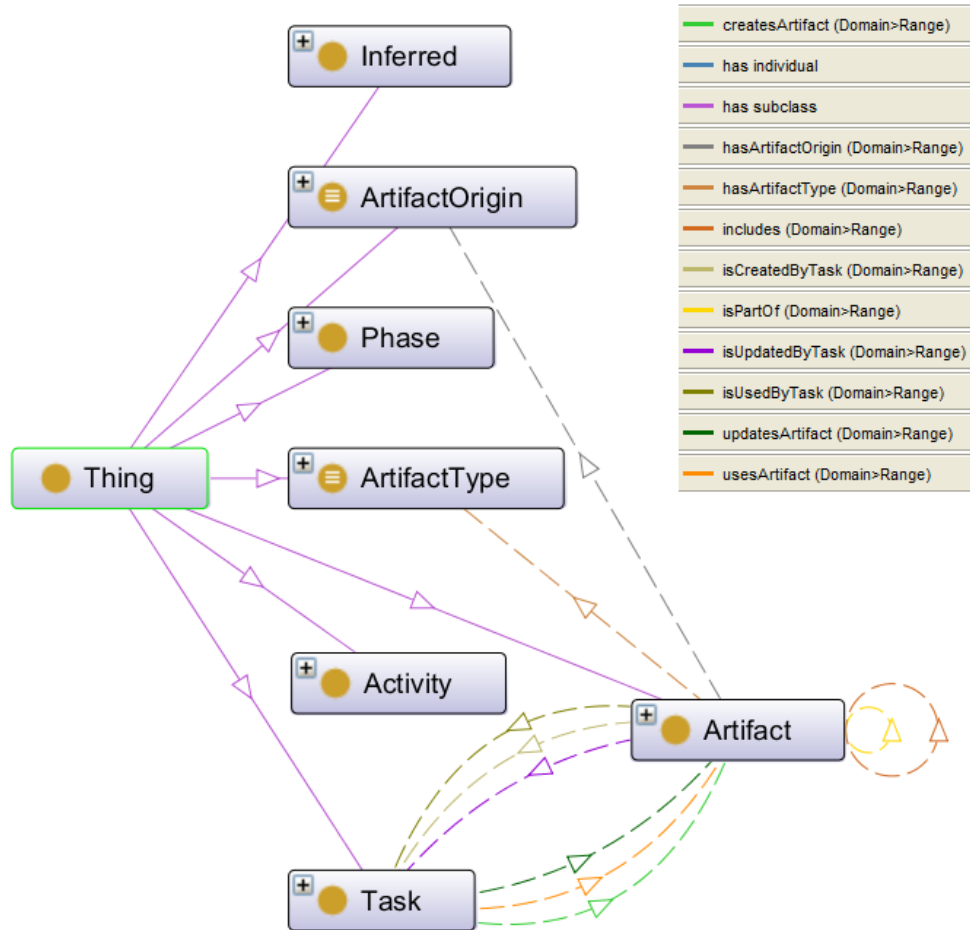 Inferred
ArtifactOrigin
Phase
Thing
ArtifactType
Activity
Artifact
Task
createsArtifact (Domain>Range)
has individual
has subclass
hasArtifactOrigin (Domain>Range)
hasArtifactType (Domain>Range)
includes (Domain>Range)
isCreatedByTask (Domain>Range)
isPartOf (Domain>Range)
isUpdatedByTask (Domain>Range)
isUsedByTask (Domain>Range)
updatesArtifact (Domain>Range)
usesArtifact (Domain>Range)